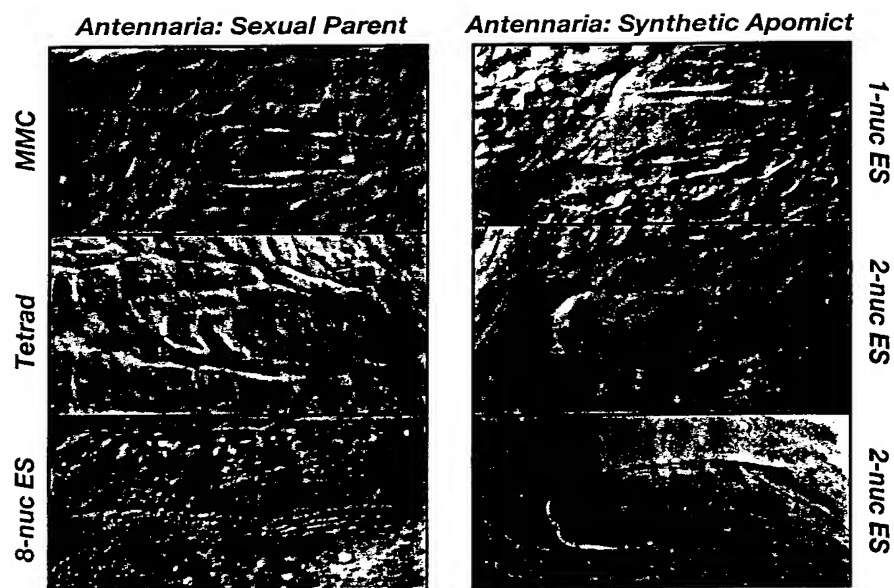 Antennaria: Sexual Parent
Antennaria: Synthetic Apomict
MMC
Tetrad
8-nuc ES
1-nuc ES
2-nuc ES
2-nuc ES